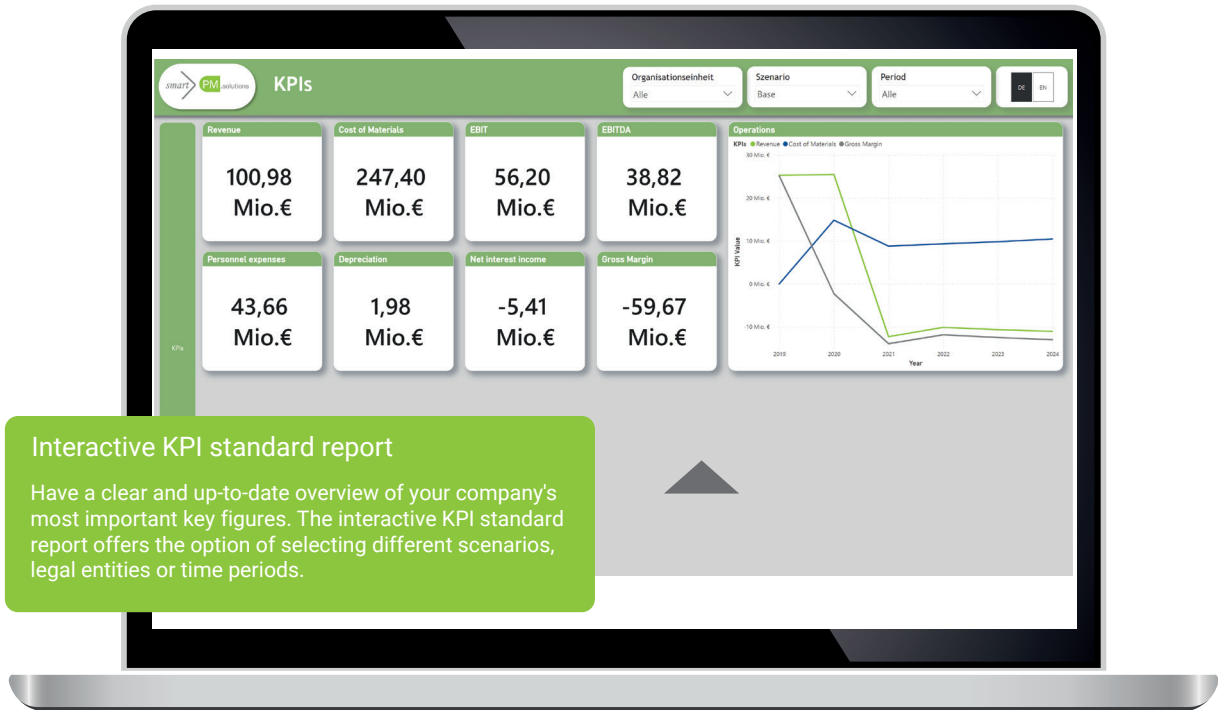 smart PM .solutions
KPIs
Organisationseinheit
Alle
Szenario
Base
Period
Alle
DE
EN
KPIs
Revenue
100,98
Mio.€
Cost of Materials
247,40
Mio.€
EBIT
56,20
Mio.€
EBITDA
38,82
Mio.€
Personnel expenses
43,66
Mio.€
Depreciation
1,98
Mio.€
Net interest income
-5,41
Mio.€
Gross Margin
-59,67
Mio.€
Operations
KPIs Revenue Cost of Materials Gross Margin
30 Mio. €
20 Mio. €
10 Mio. €
0 Mio. €
-10 Mio. €
KPI Value
2019 2020 2021 2022 2023 2024
Year
Interactive KPI standard report
Have a clear and up-to-date overview of your company's
most important key figures. The interactive KPI standard
report offers the option of selecting different scenarios,
legal entities or time periods.